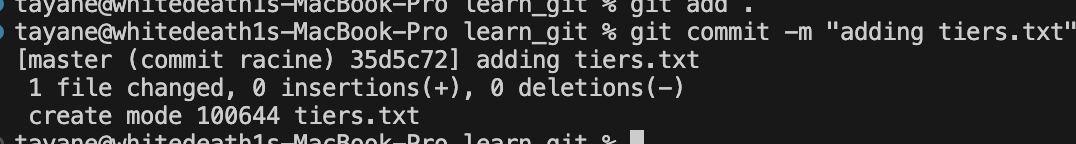 tayane@whitedeath1s-MacBook-Pro learn_git % git add .
tayane@whitedeath1s-MacBook-Pro learn_git % git commit -m "adding tiers.txt"
[master (commit racine) 35d5c72] adding tiers.txt
1 file changed, 0 insertions(+), 0 deletions(-)
create mode 100644 tiers.txt
tayane@whitedeath1s-MacBook-Pro learn_git %